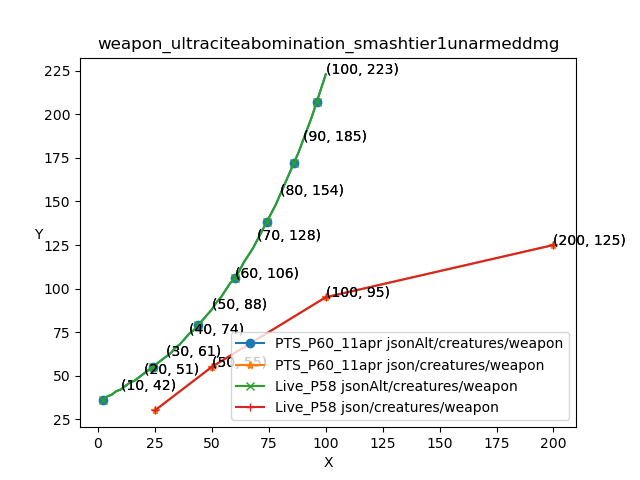 weapon_ultraciteabomination_smashtier1unarmeddmg
225
200
175
150
125
100
75
50
25
Y
(100, 223)
(90, 185)
(80, 154)
(70, 128)
(200, 125)
(60, 106)
(100, 95)
(50, 88)
(40, 74)
(30, 61)
(50, 55)
(20, 51)
(10, 42)
PTS_P60_11apr jsonAlt/creatures/weapon
PTS_P60_11apr json/creatures/weapon
Live_P58 jsonAlt/creatures/weapon
Live_P58 json/creatures/weapon
0 25 50 75 100 125 150 175 200
X